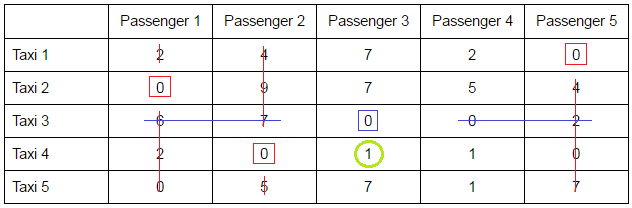 Passenger 1 Passenger 2 Passenger 3 Passenger 4 Passenger 5
Taxi 1 2 4 7 2 0
Taxi 2 0 9 7 5 4
Taxi 3 6 7 0 0 2
Taxi 4 2 0 1 1 0
Taxi 5 0 5 7 1 7